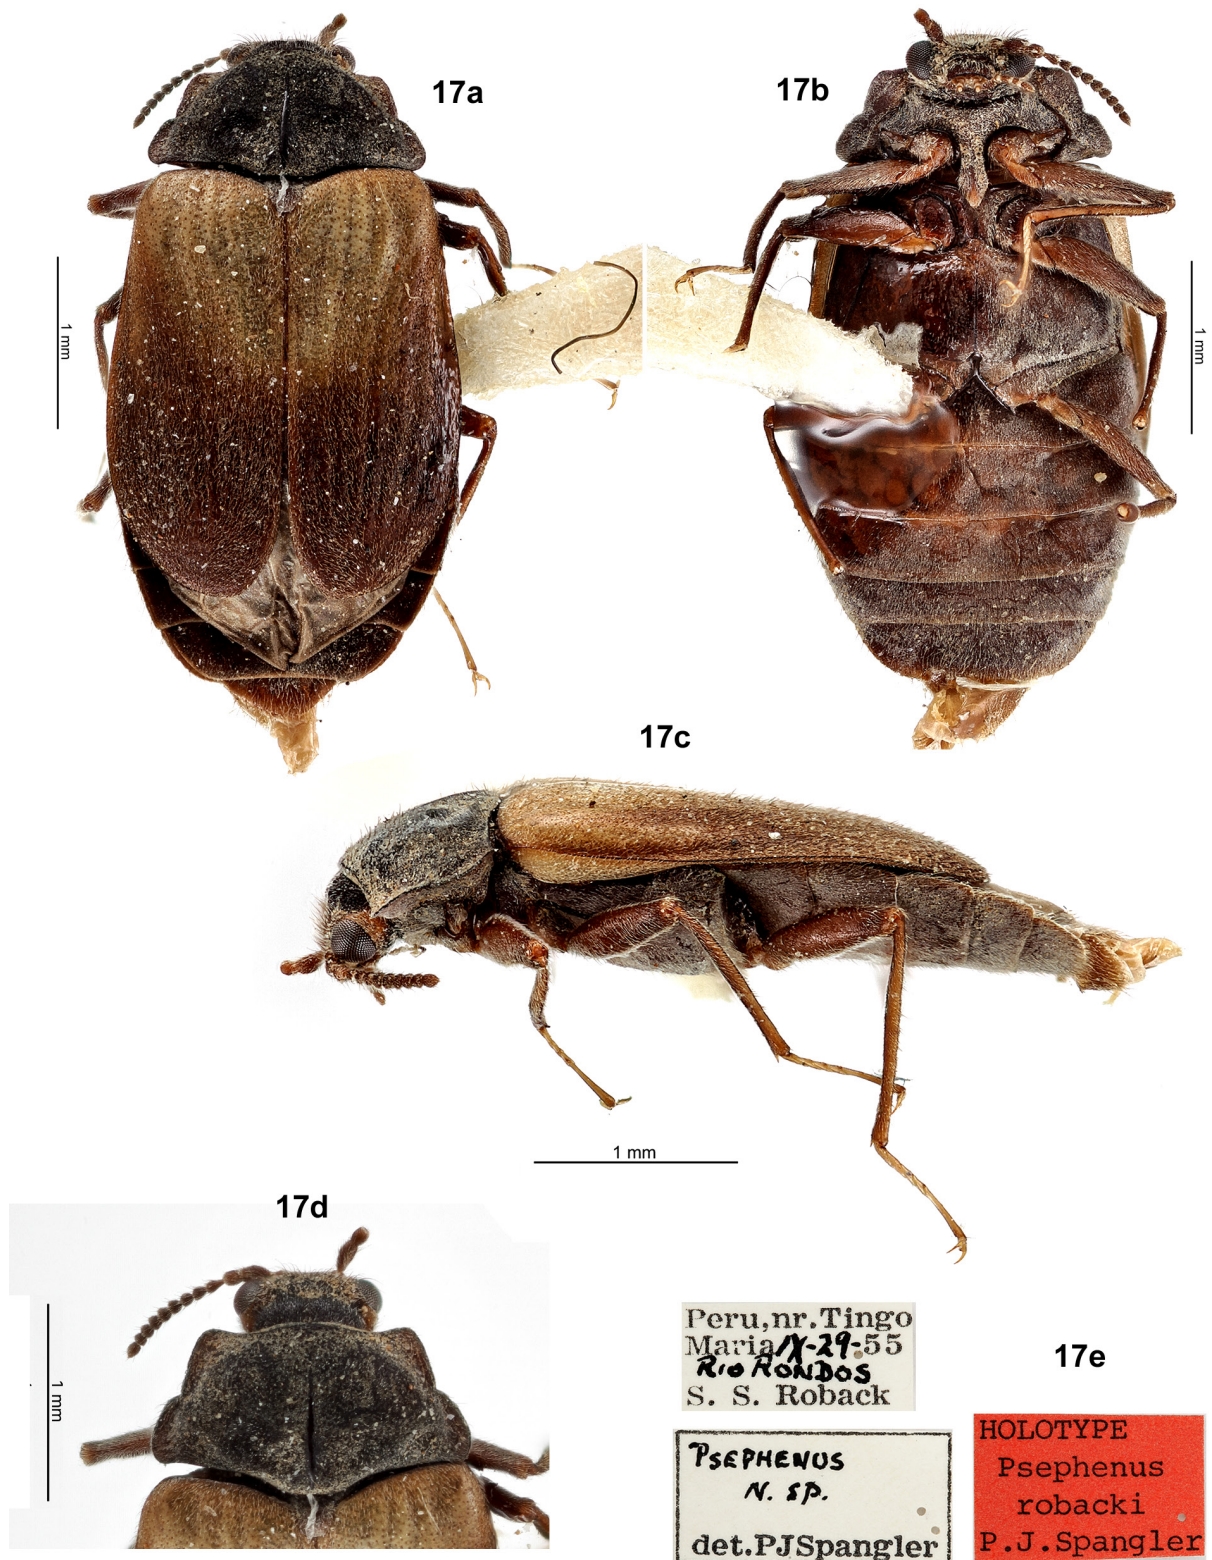 17a
17b
1 mm
1 mm
17c
1 mm
17d
1 mm
Peru,nr.Tingo
Maria IX-29-55
RIO RONDOS
S. S. Roback
17e
PSEPHENUS
N. SP.
det.PJSpangler
HOLOTYPE
Psephenus
robacki
P.J.Spangler